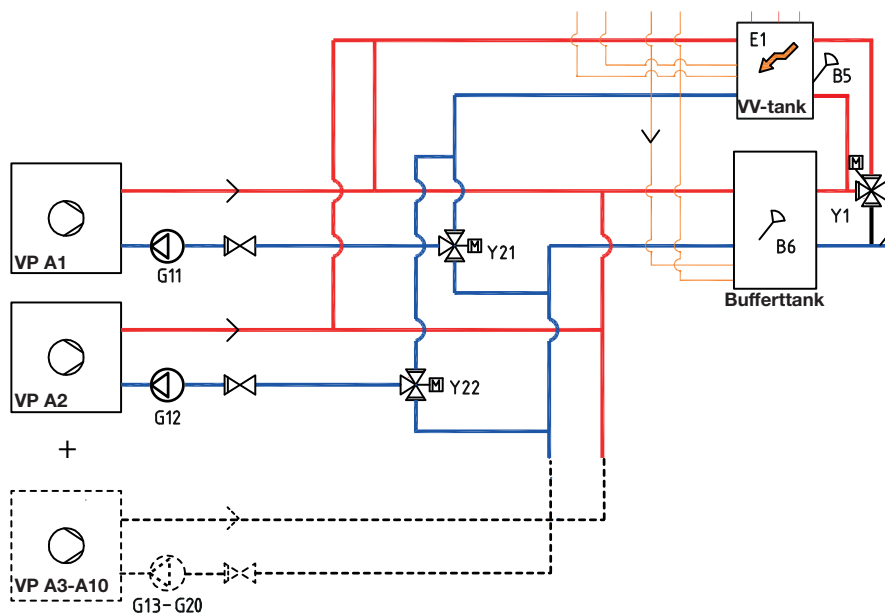 E1
B5
VV-tank
M
Y1
VP A1
G11
M
Y21
B6
Bufferttank
VP A2
G12
M
Y22
+
VP A3-A10
G13-G20